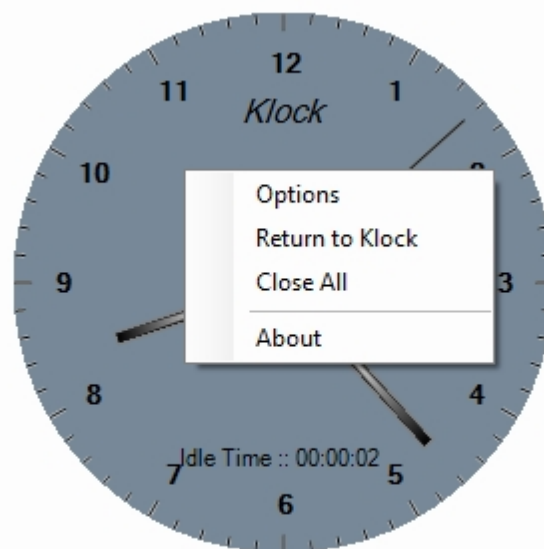 12
11
1
Klock
10
Options
Return to Klock
9
3
Close All
About
8
4
Idle Time :: 00:00:02
7
5
6